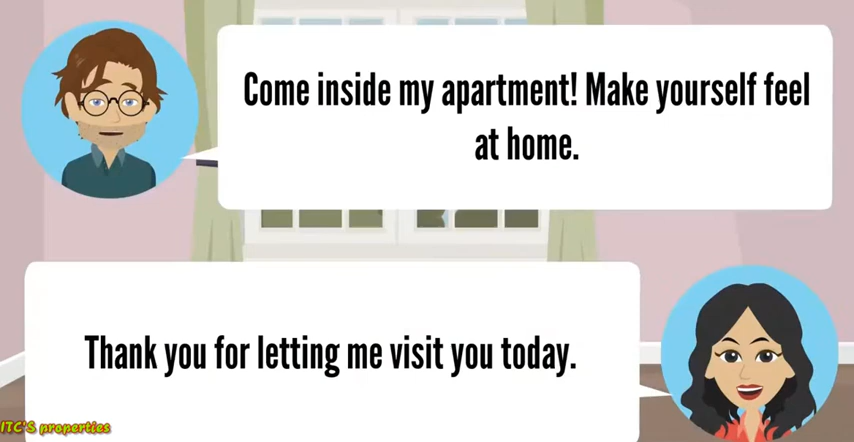 Come inside my apartment! Make yourself feel
at home.
Thank you for letting me visit you today.
ITC'S properties